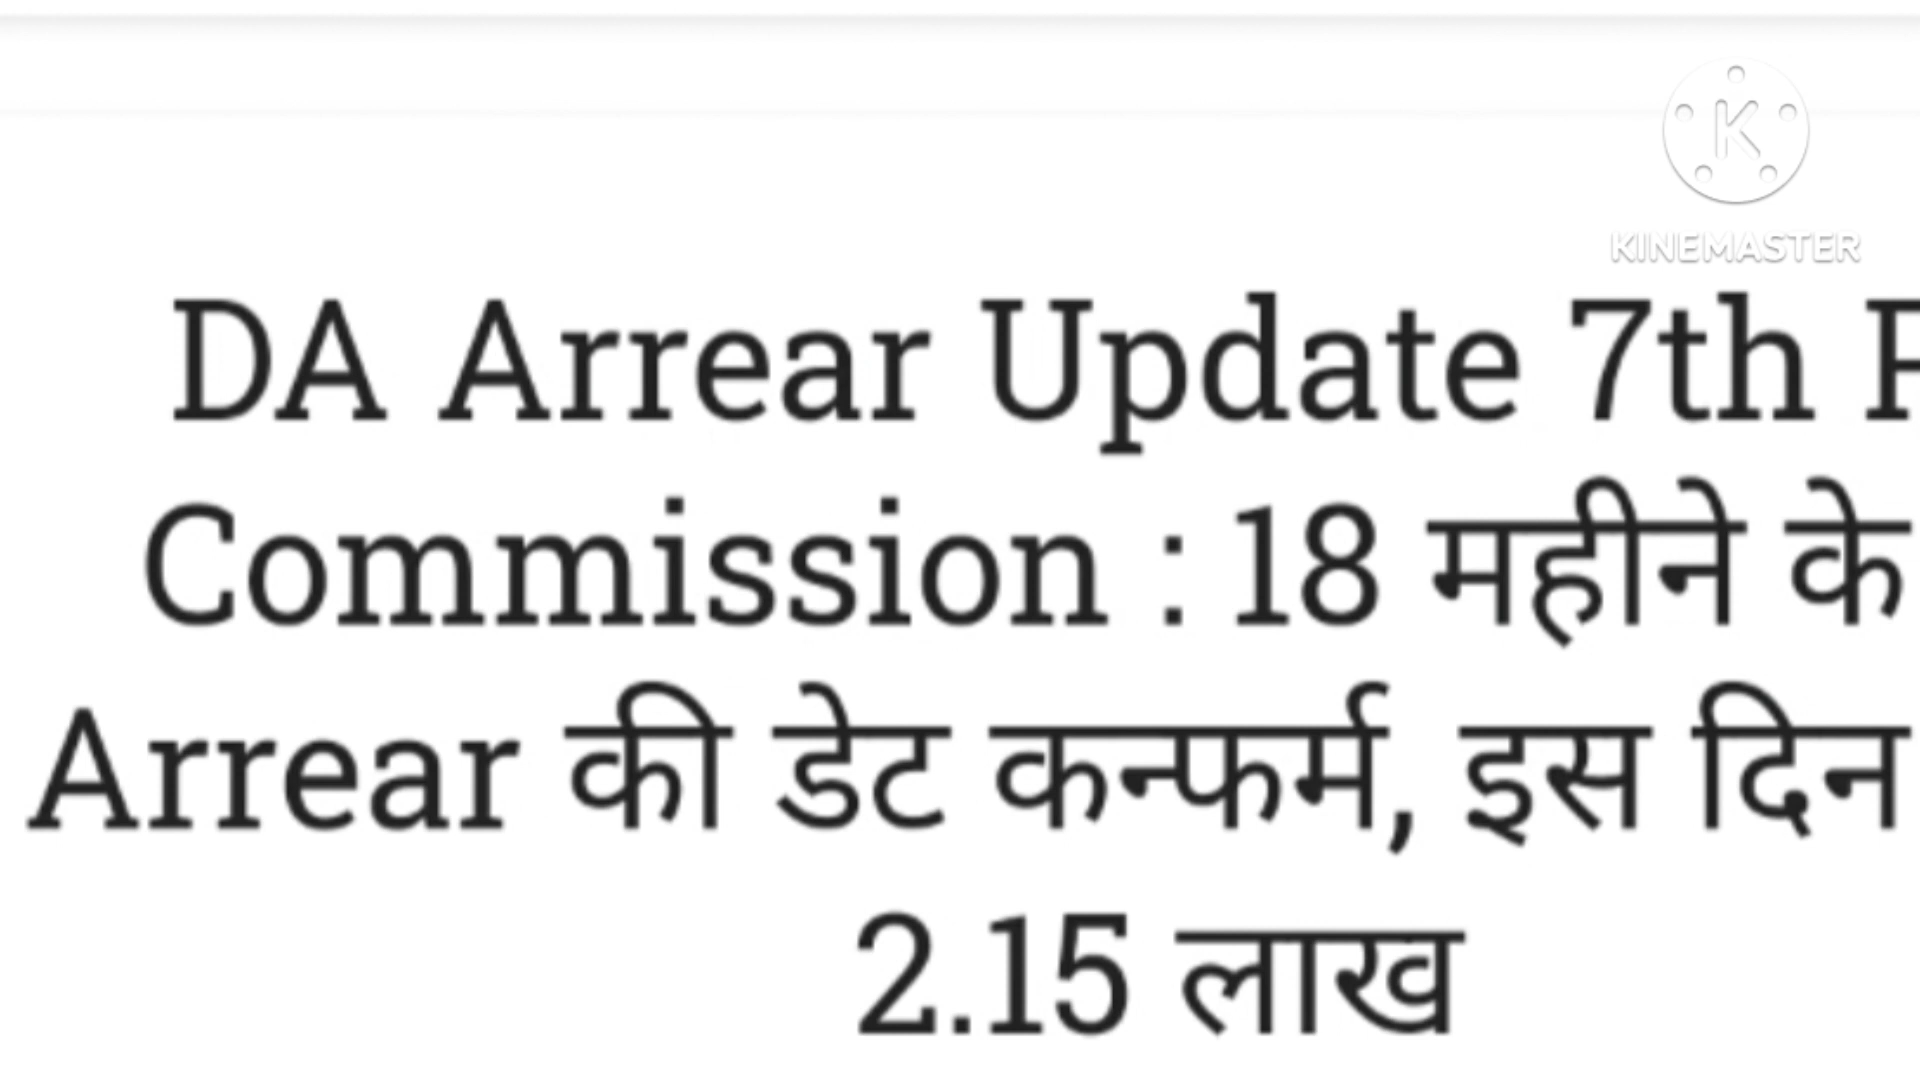 KINEMASTER
DA Arrear Update 7th
Commission : 18 महीने के
Arrear की डेट कन्फर्म, इस दिन
2.15 लाख